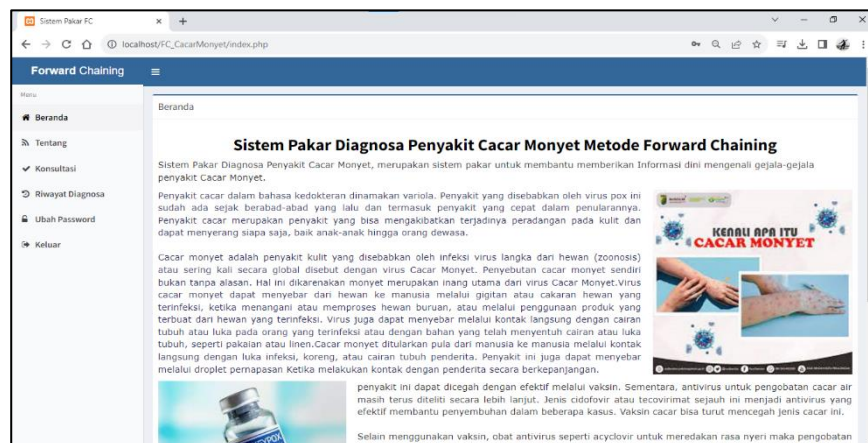 Sistem Pakar FC
localhost/FC_CacarMonyet/index.php
Forward Chaining
Menu
Beranda
Tentang
Konsultasi
Riwayat Diagnosa
Ubah Password
Keluar
Beranda
Sistem Pakar Diagnosa Penyakit Cacar Monyet Metode Forward Chaining
Sistem Pakar Diagnosa Penyakit Cacar Monyet, merupakan sistem pakar untuk membantu memberikan Informasi dini mengenali gejala-gejala
penyakit Cacar Monyet.
Penyakit cacar dalam bahasa kedokteran dinamakan variola. Penyakit yang disebabkan oleh virus pox ini
sudah ada sejak berabad-abad yang lalu dan termasuk penyakit yang cepat dalam penularannya.
Penyakit cacar merupakan penyakit yang bisa mengakibatkan terjadinya peradangan pada kulit dan
dapat menyerang siapa saja, baik anak-anak hingga orang dewasa.
Cacar monyet adalah penyakit kulit yang disebabkan oleh infeksi virus langka dari hewan (zoonosis)
atau sering kali secara global disebut dengan virus Cacar Monyet. Penyebutan cacar monyet sendiri
bukan tanpa alasan. Hal ini dikarenakan monyet merupakan inang utama dari virus Cacar Monyet.Virus
cacar monyet dapat menyebar dari hewan ke manusia melalui gigitan atau cakaran hewan yang
terinfeksi, ketika menangani atau memproses hewan buruan, atau melalui penggunaan produk yang
terbuat dari hewan yang terinfeksi. Virus juga dapat menyebar melalui kontak langsung dengan cairan
tubuh atau luka pada orang yang terinfeksi atau dengan bahan yang telah menyentuh cairan atau luka
tubuh, seperti pakaian atau linen.Cacar monyet ditularkan pula dari manusia ke manusia melalui kontak
langsung dengan luka infeksi, koreng, atau cairan tubuh penderita. Penyakit ini juga dapat menyebar
melalui droplet pernapasan Ketika melakukan kontak dengan penderita secara berkepanjangan.
KENALI APA ITU
CACAR MONYET
penyakit ini dapat dicegah dengan efektif melalui vaksin. Sementara, antivirus untuk pengobatan cacar air
masih terus diteliti secara lebih lanjut. Jenis cidofovir atau tecovirimat sejauh ini menjadi antivirus yang
efektif membantu penyembuhan dalam beberapa kasus. Vaksin cacar bisa turut mencegah jenis cacar ini.
Selain menggunakan vaksin, obat antivirus seperti acyclovir untuk meredakan rasa nyeri maka pengobatan